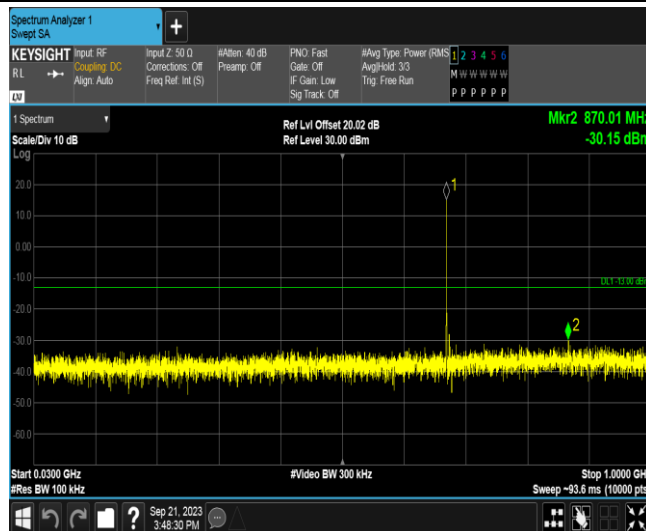 Spectrum Analyzer 1
Swept SA
+
KEYSIGHT
RL
Input: RF
Coupling: DC
Align: Auto
Input Z: 50 Ω
Corrections: Off
Freq Ref: Int (S)
#Atten: 40 dB
Preamp: Off
PNO: Fast
Gate: Off
IF Gain: Low
Sig Track: Off
#Avg Type: Power (RMS
Avg|Hold: 3/3
Trig: Free Run
1 2 3 4 5 6
M W W W W W
P P P P P P
1 Spectrum
Scale/Div 10 dB
Log
Ref Lvl Offset 20.02 dB
Ref Level 30.00 dBm
Mkr2 870.01 MHz
-30.15 dBm
20.0
10.0
0.00
-10.0
-20.0
-30.0
-40.0
-50.0
-60.0
1
DL1 -13.00 dBm
2
Start 0.0300 GHz
#Res BW 100 kHz
#Video BW 300 kHz
Stop 1.0000 GH
Sweep ~93.6 ms (10000 pts
?
Sep 21, 2023
3:48:30 PM